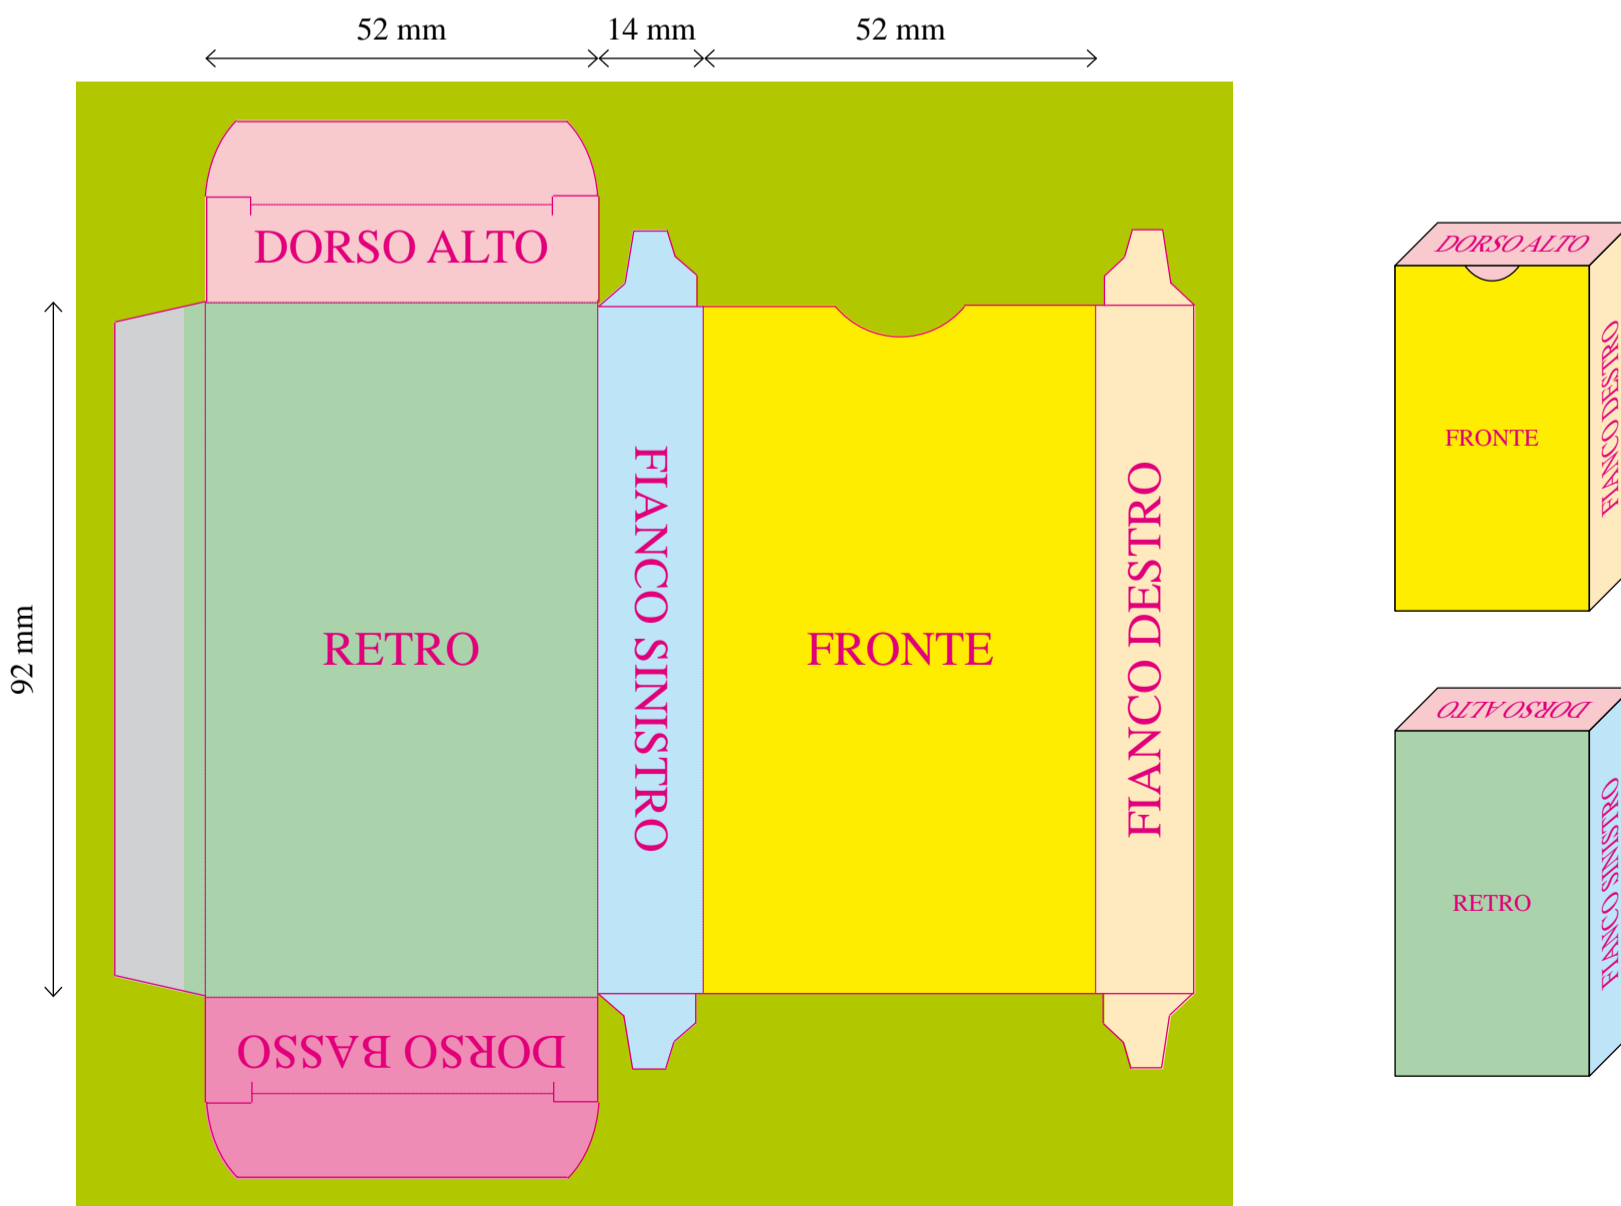 52 mm
14 mm
52 mm
DORSO ALTO
92 mm
RETRO
FIANCO SINISTRO
FRONTE
FIANCO DESTRO
DORSO BASSO
DORSO ALTO
FRONTE
FIANCO DESTRO
DORSO ALTO
RETRO
FIANCO SINISTRO